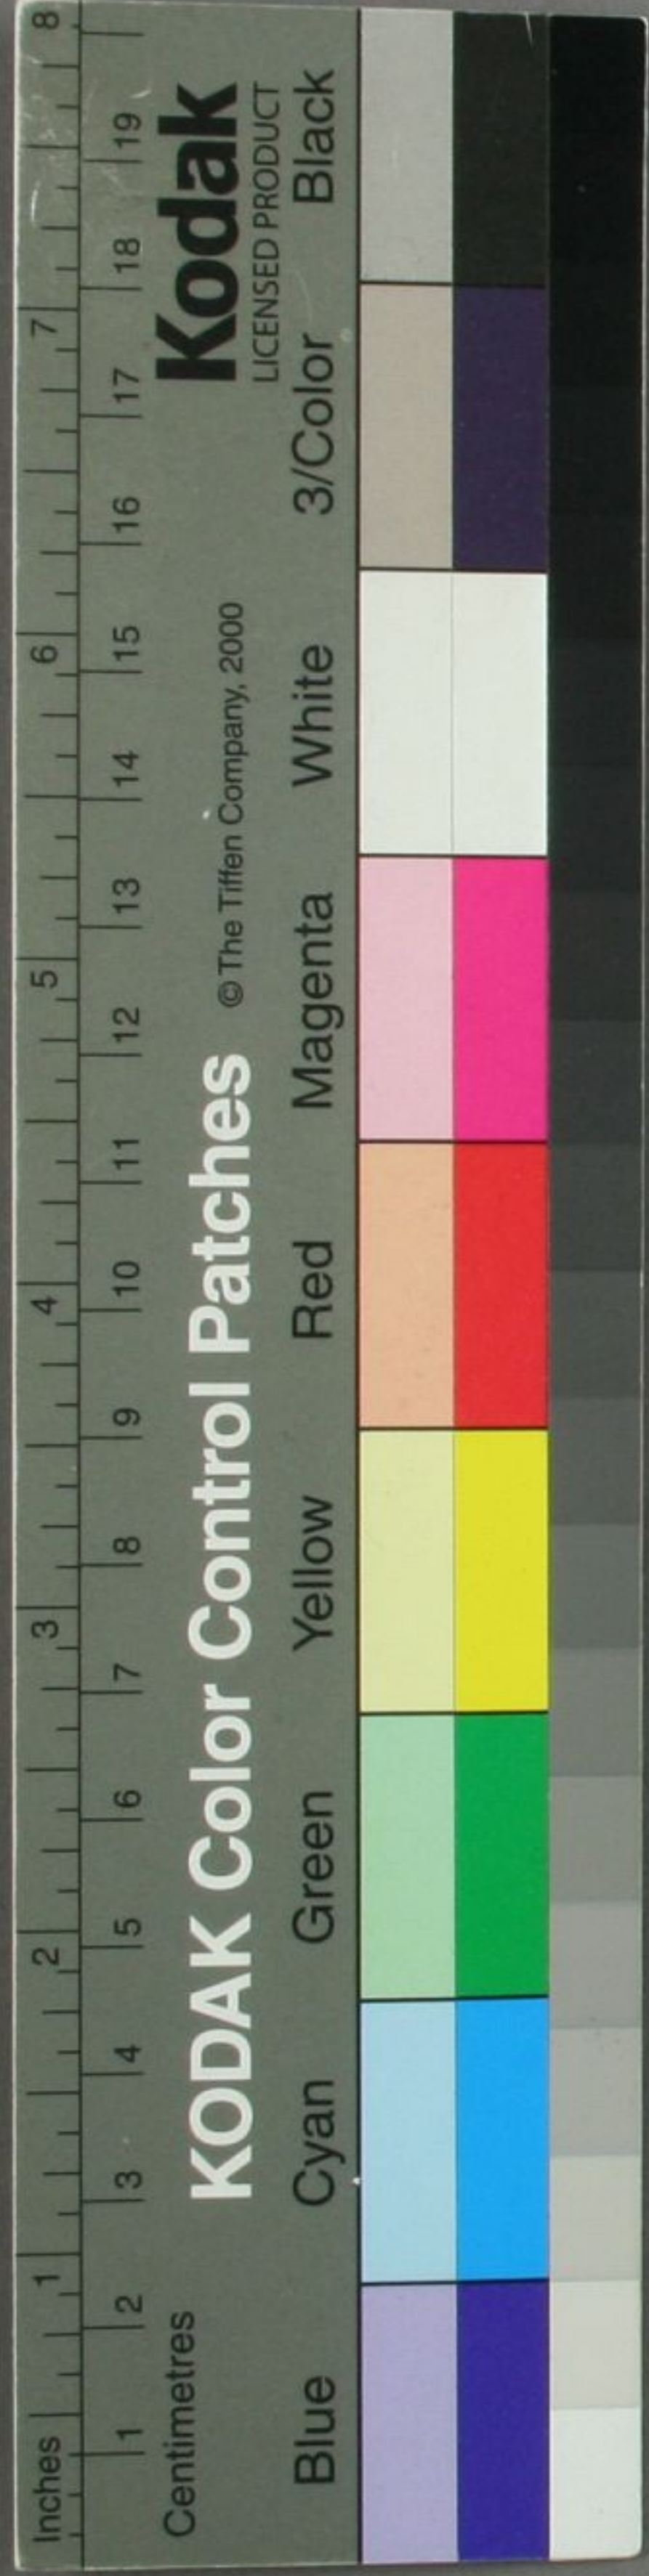 Inches 1 2 3 4 5 6 7 8
1 2 3 4 5 6 7 8 9 10 11 12 13 14 15 16 17 18 19
Centimetres
KODAK Color Control Patches © The Tiffen Company, 2000
Kodak
LICENSED PRODUCT
Blue Cyan Green Yellow Red Magenta White 3/Color Black